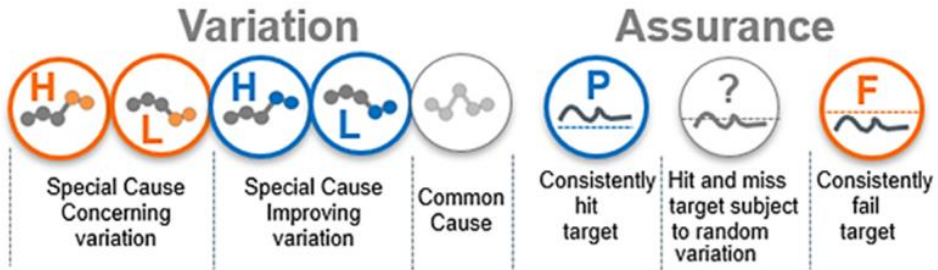 Variation
Assurance
H
L
H
L
P
?
F
Special Cause
Concerning
variation
Special Cause
Improving
variation
Common
Cause
Consistently
hit
target
Hit and miss
target subject
to random
variation
Consistently
fail
target